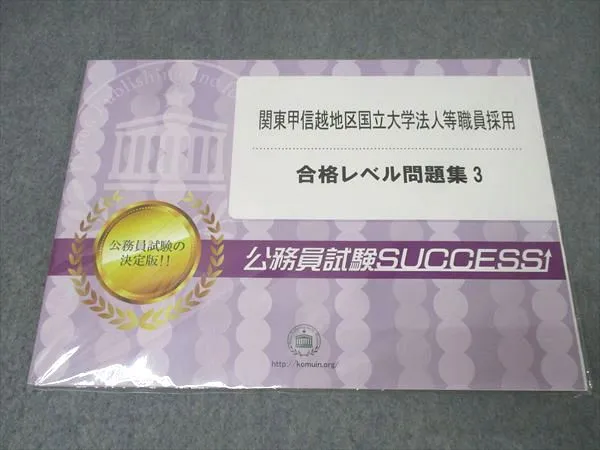 Publishing Inc
関東甲信越地区国立大学法人等職員採用
合格レベル問題集3
公務員試験の
決定版!!
公務員試験SUCCESS
http://komuin.org/